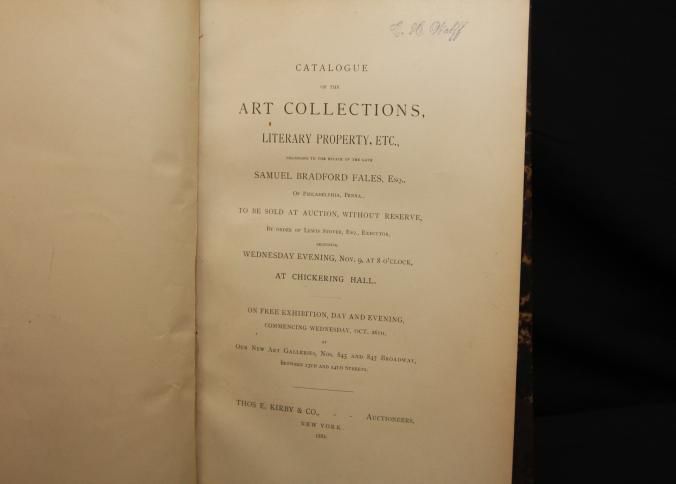 E. H. Wolff
CATALOGUE
OF THE
ART COLLECTIONS,
LITERARY PROPERTY, ETC.,
BELONGING TO THE ESTATE OF THE LATE
SAMUEL BRADFORD FALES, ESQ.,
OF PHILADELPHIA, PENNA.,
TO BE SOLD AT AUCTION, WITHOUT RESERVE,
BY ORDER OF LEWIS STOVER, ESQ., EXECUTOR,
BEGINNING
WEDNESDAY EVENING, NOV. 9, AT 8 O'CLOCK,
AT CHICKERING HALL.
ON FREE EXHIBITION, DAY AND EVENING,
COMMENCING WEDNESDAY, OCT. 26TH,
AT
OUR NEW ART GALLERIES, NOS. 845 AND 847 BROADWAY,
BETWEEN 13TH AND 14TH STREETS.
THOS E. KIRBY & CO., - - AUCTIONEERS,
NEW YORK
1881